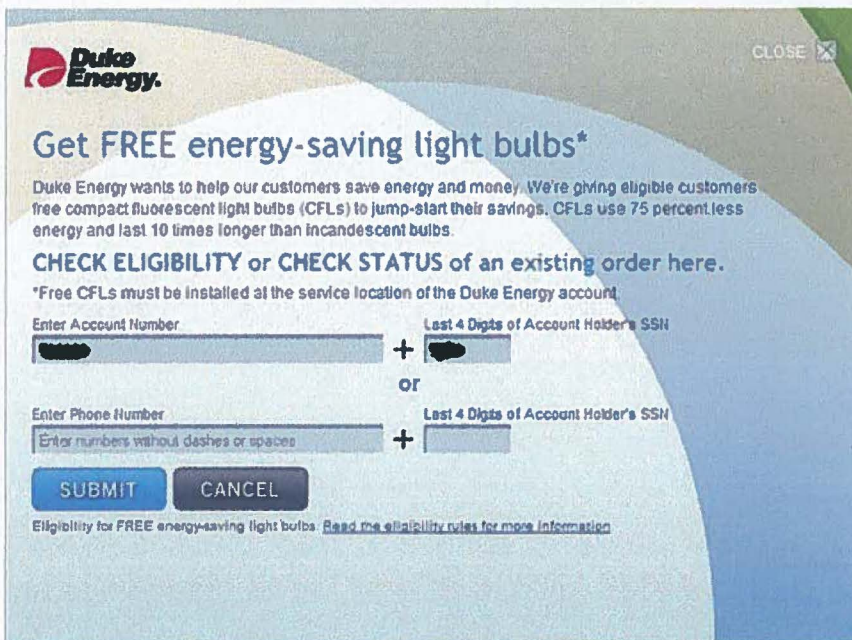 Duke
Energy.
CLOSE
Get FREE energy-saving light bulbs*
Duke Energy wants to help our customers save energy and money. We're giving eligible customers
free compact fluorescent light bulbs (CFLs) to jump-start their savings. CFLs use 75 percent less
energy and last 10 times longer than incandescent bulbs.
CHECK ELIGIBILITY or CHECK STATUS of an existing order here.
*Free CFLs must be installed at the service location of the Duke Energy account.
Enter Account Number Last 4 Digits of Account Holder's SSN
+
or
Enter Phone Number Last 4 Digits of Account Holder's SSN
Enter numbers without dashes or spaces +
SUBMIT CANCEL
Eligibility for FREE energy-saving light bulbs. Read the eligibility rules for more information